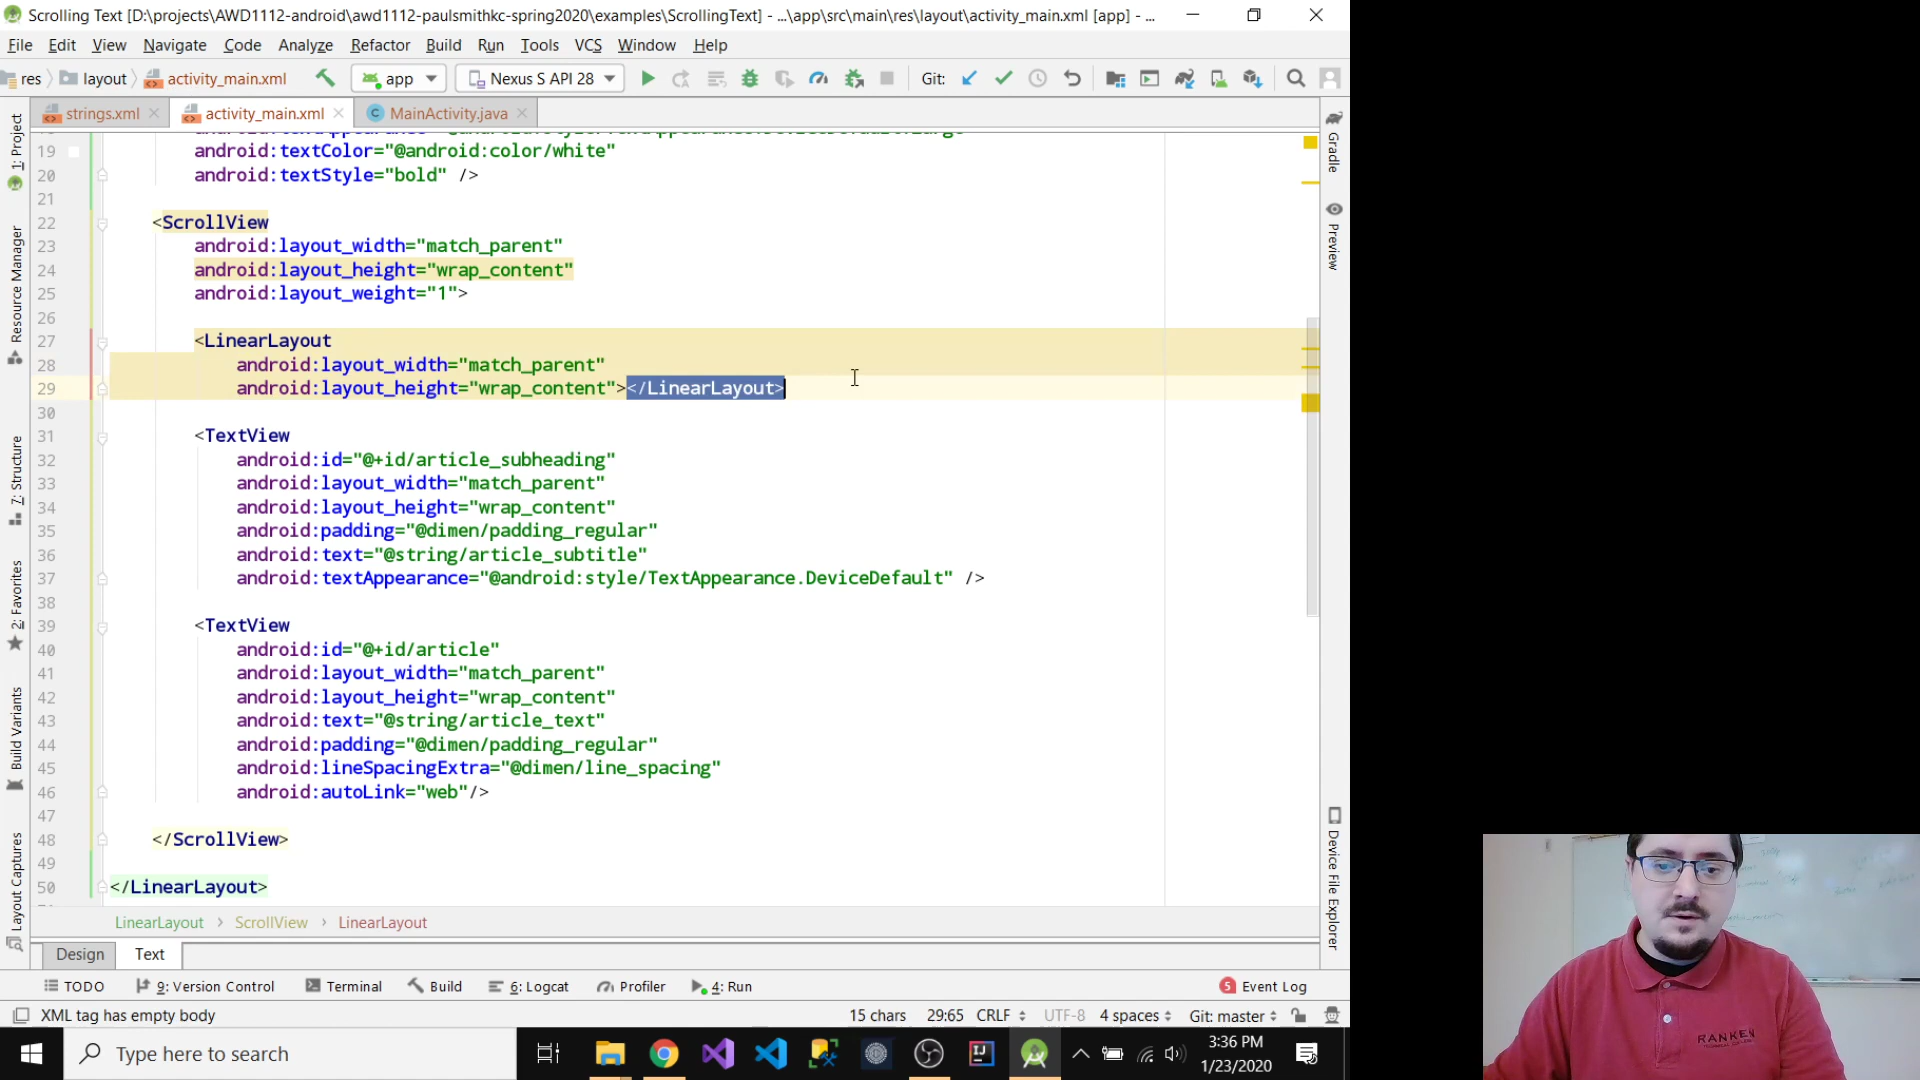 Scrolling Text [D:\projects\AWD1112-android\awd1112-paulsmithkc-spring2020\examples\ScrollingText] - ...\app\src\main\res\layout\activity_main.xml [app] - ...
File Edit View Navigate Code Analyze Refactor Build Run Tools VCS Window Help
res layout activity_main.xml app Nexus S API 28 Git:
strings.xml activity_main.xml MainActivity.java
19 android:textColor="@android:color/white"
20 android:textStyle="bold" />
21
22 <ScrollView
23 android:layout_width="match_parent"
24 android:layout_height="wrap_content"
25 android:layout_weight="1">
26
27 <LinearLayout
28 android:layout_width="match_parent"
29 android:layout_height="wrap_content"></LinearLayout>
30
31 <TextView
32 android:id="@+id/article_subheading"
33 android:layout_width="match_parent"
34 android:layout_height="wrap_content"
35 android:padding="@dimen/padding_regular"
36 android:text="@string/article_subtitle"
37 android:textAppearance="@android:style/TextAppearance.DeviceDefault" />
38
39 <TextView
40 android:id="@+id/article"
41 android:layout_width="match_parent"
42 android:layout_height="wrap_content"
43 android:text="@string/article_text"
44 android:padding="@dimen/padding_regular"
45 android:lineSpacingExtra="@dimen/line_spacing"
46 android:autoLink="web"/>
47
48 </ScrollView>
49
50 </LinearLayout>
LinearLayout › ScrollView › LinearLayout
Design Text
TODO 9: Version Control Terminal Build 6: Logcat Profiler 4: Run 5 Event Log
XML tag has empty body 15 chars 29:65 CRLF UTF-8 4 spaces Git: master
Type here to search
3:36 PM
1/23/2020
1: Project
Resource Manager
7: Structure
2: Favorites
Build Variants
Layout Captures
Gradle
Preview
Device File Explorer
RANKEN